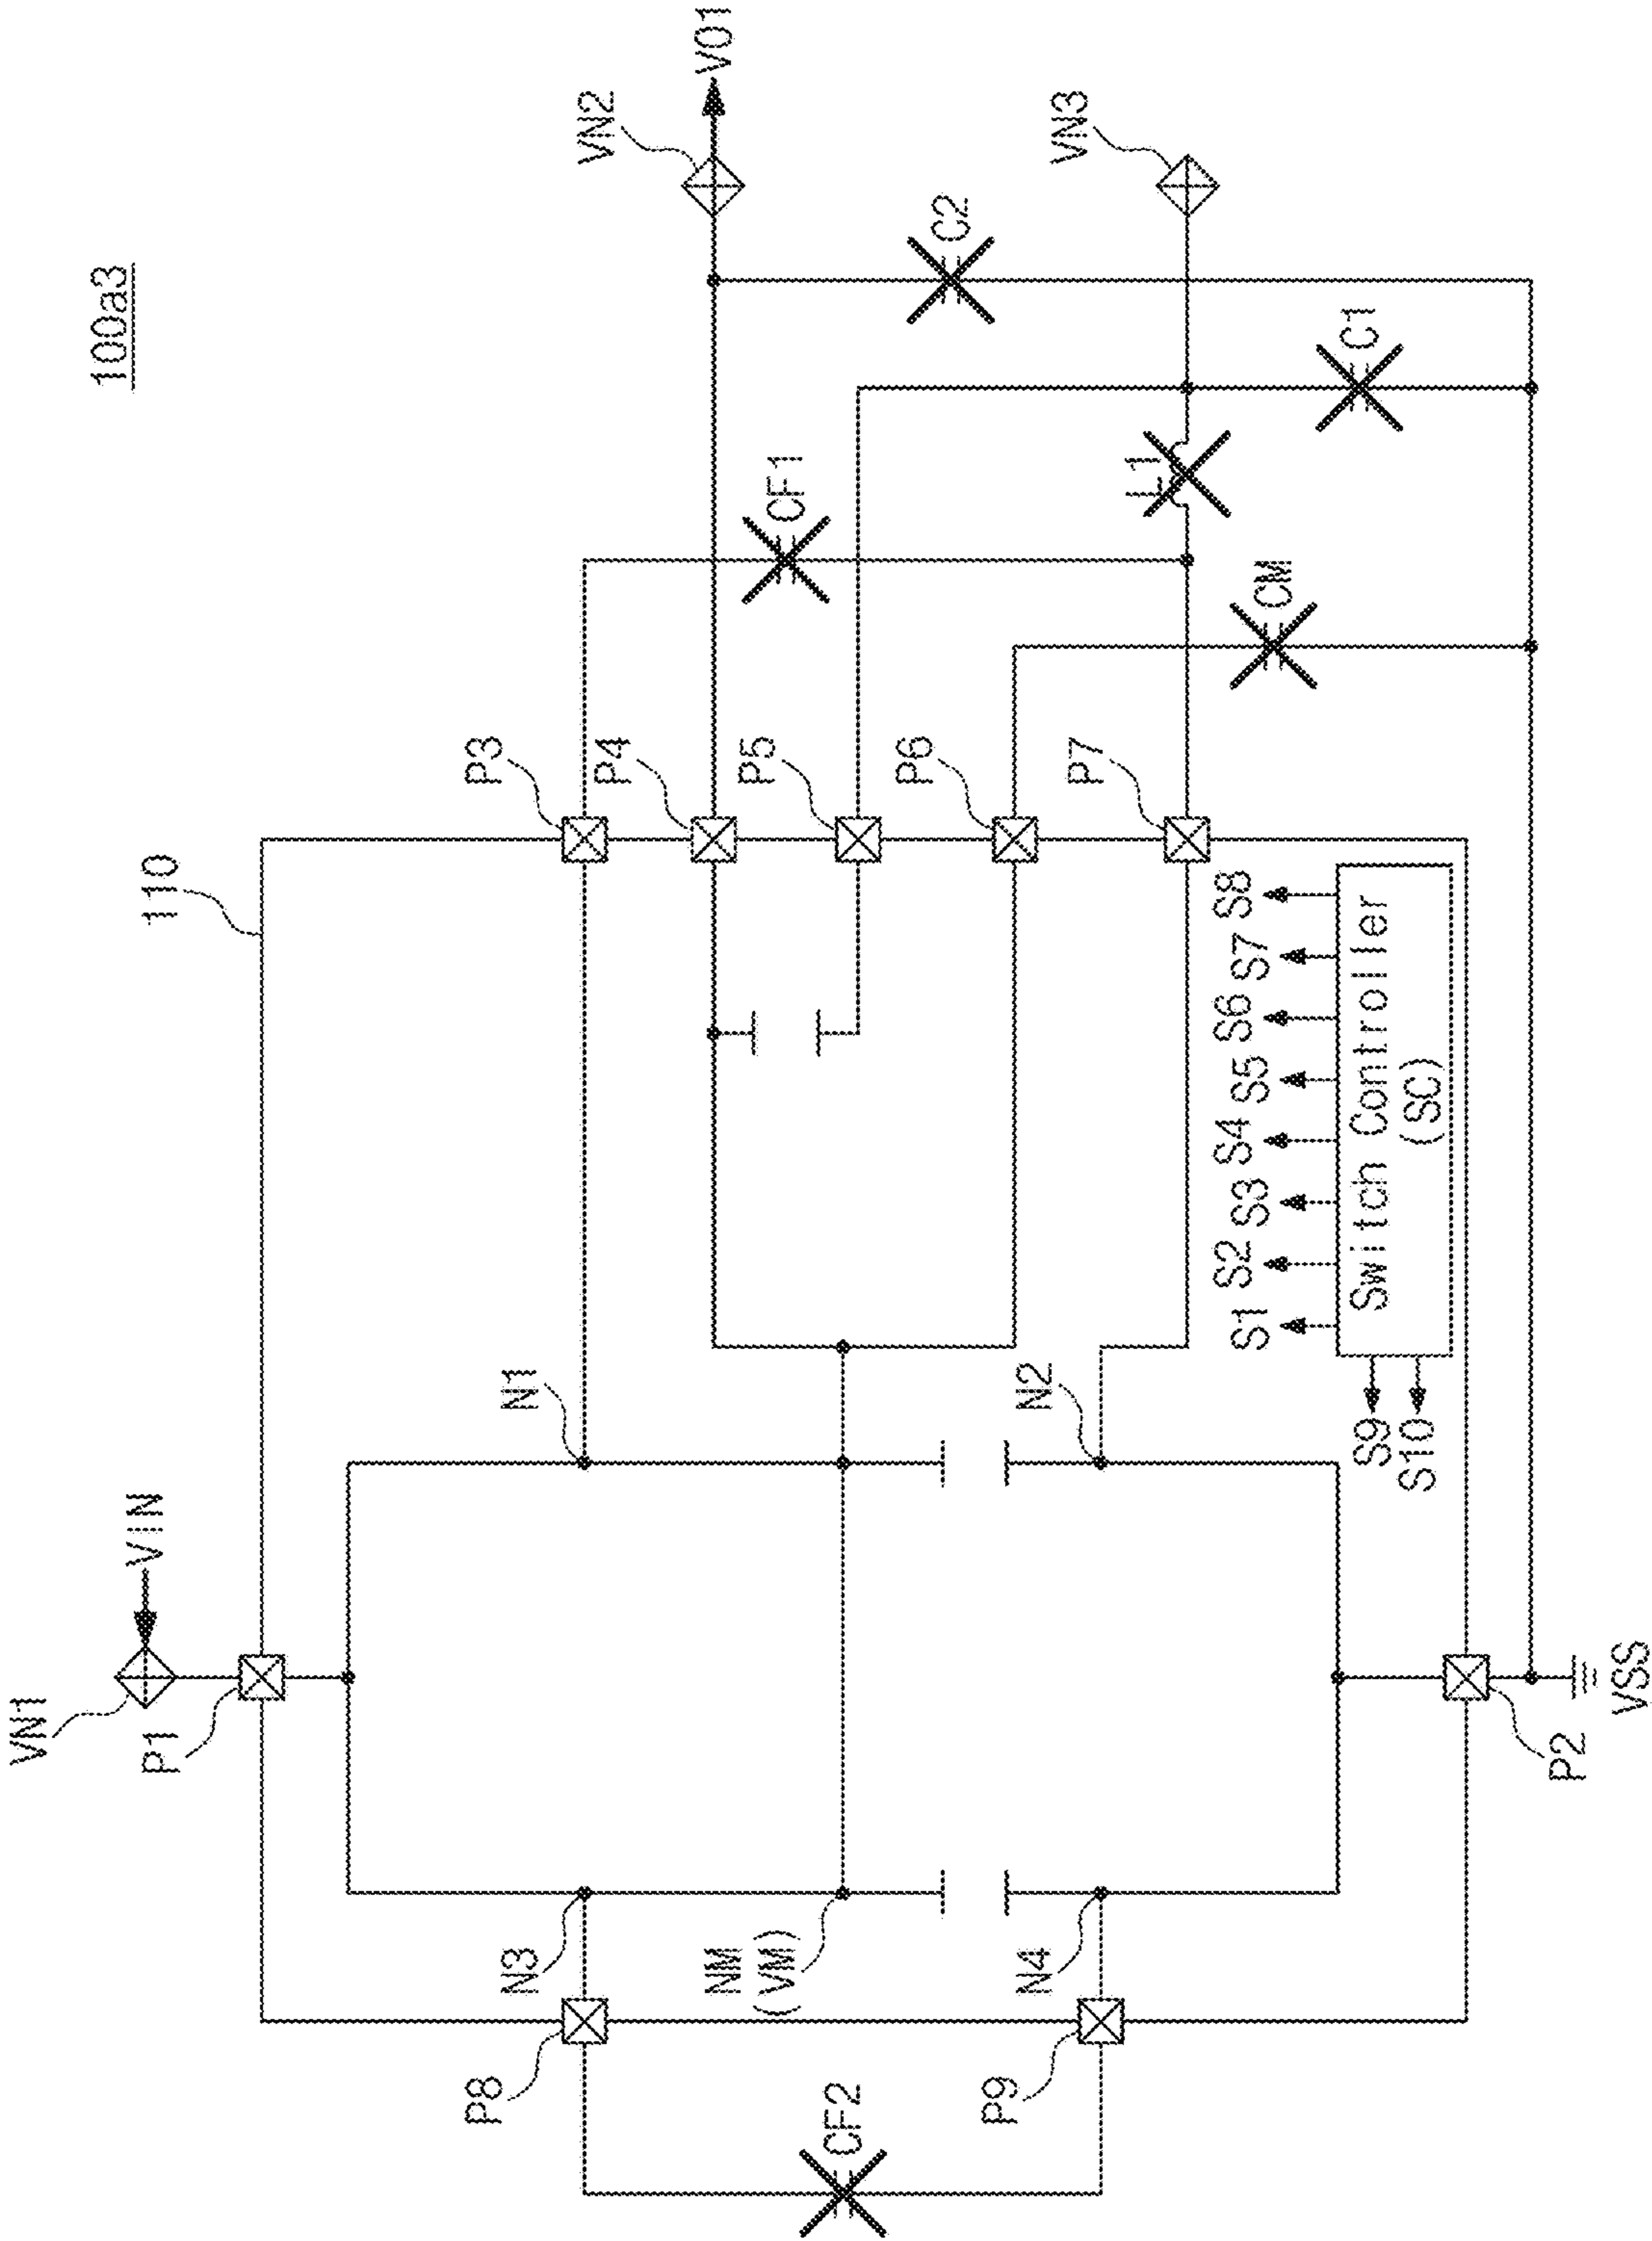 100a3
VN1
VIN
P1
110
VO1
VN2
VN3
C2
C1
CF1
L1
CM
P3
P4
P5
P6
P7
N1
N2
N3
NM
(VM)
N4
P8
P9
CF2
S1
S2
S3
S4
S5
S6
S7
S8
S9
S10
Switch Controller
(SC)
P2
VSS